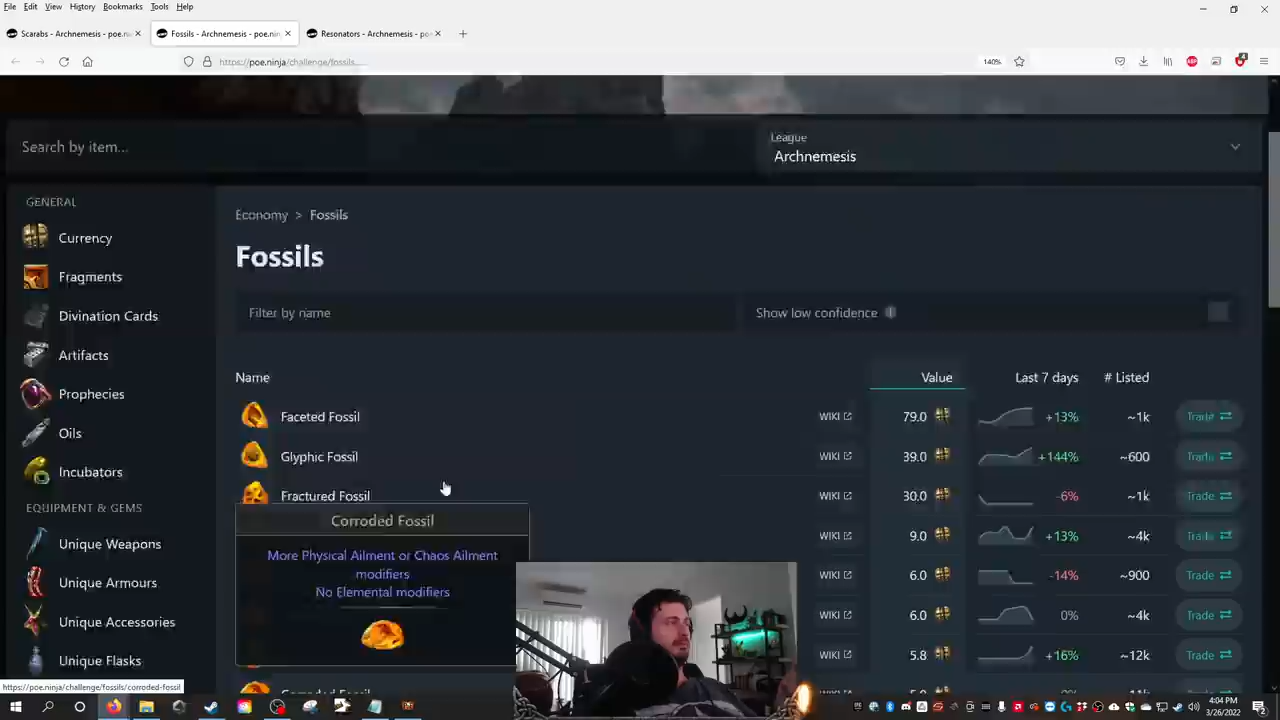 File Edit View History Bookmarks Tools Help
Scarabs - Archnemesis - poe.ni
Fossils - Archnemesis - poe.nin
Resonators - Archnemesis - poe
https://poe.ninja/challenge/fossils
140%
Search by item...
League
Archnemesis
GENERAL
Currency
Fragments
Divination Cards
Artifacts
Prophecies
Oils
Incubators
EQUIPMENT & GEMS
Unique Weapons
Unique Armours
Unique Accessories
Unique Flasks
Economy > Fossils
Fossils
Filter by name
Show low confidence
Name Value Last 7 days # Listed
Faceted Fossil WIKI 79.0 +13% ~1k Trade
Glyphic Fossil WIKI 39.0 +144% ~600 Trade
Fractured Fossil WIKI 30.0 -6% ~1k Trade
WIKI 9.0 +13% ~4k Trade
WIKI 6.0 -14% ~900 Trade
WIKI 6.0 0% ~4k Trade
WIKI 5.8 +16% ~12k Trade
Corroded Fossil
More Physical Ailment or Chaos Ailment
modifiers
No Elemental modifiers
https://poe.ninja/challenge/fossils/corroded-fossil
4:04 PM
3/26/2022